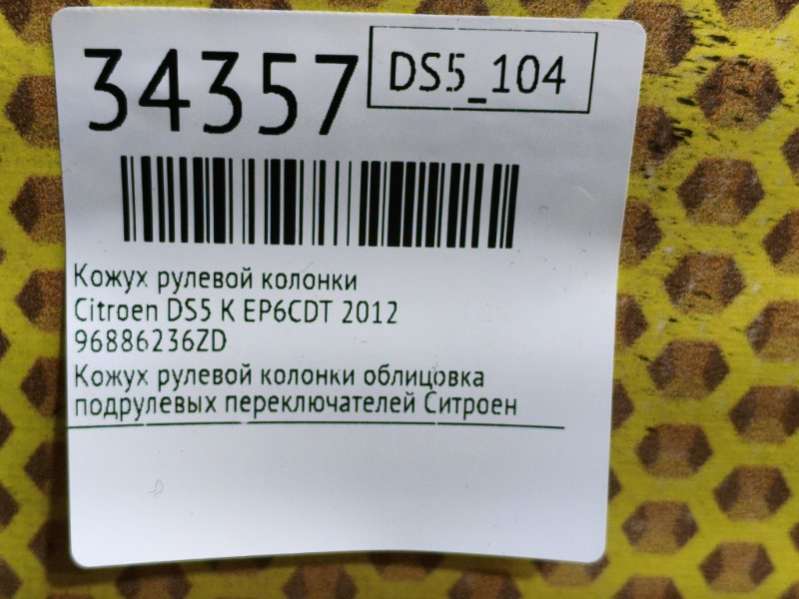 34357
DS5_104
Кожух рулевой колонки
Citroen DS5 K EP6CDT 2012
96886236ZD
Кожух рулевой колонки облицовка
подрулевых переключателей Ситроен